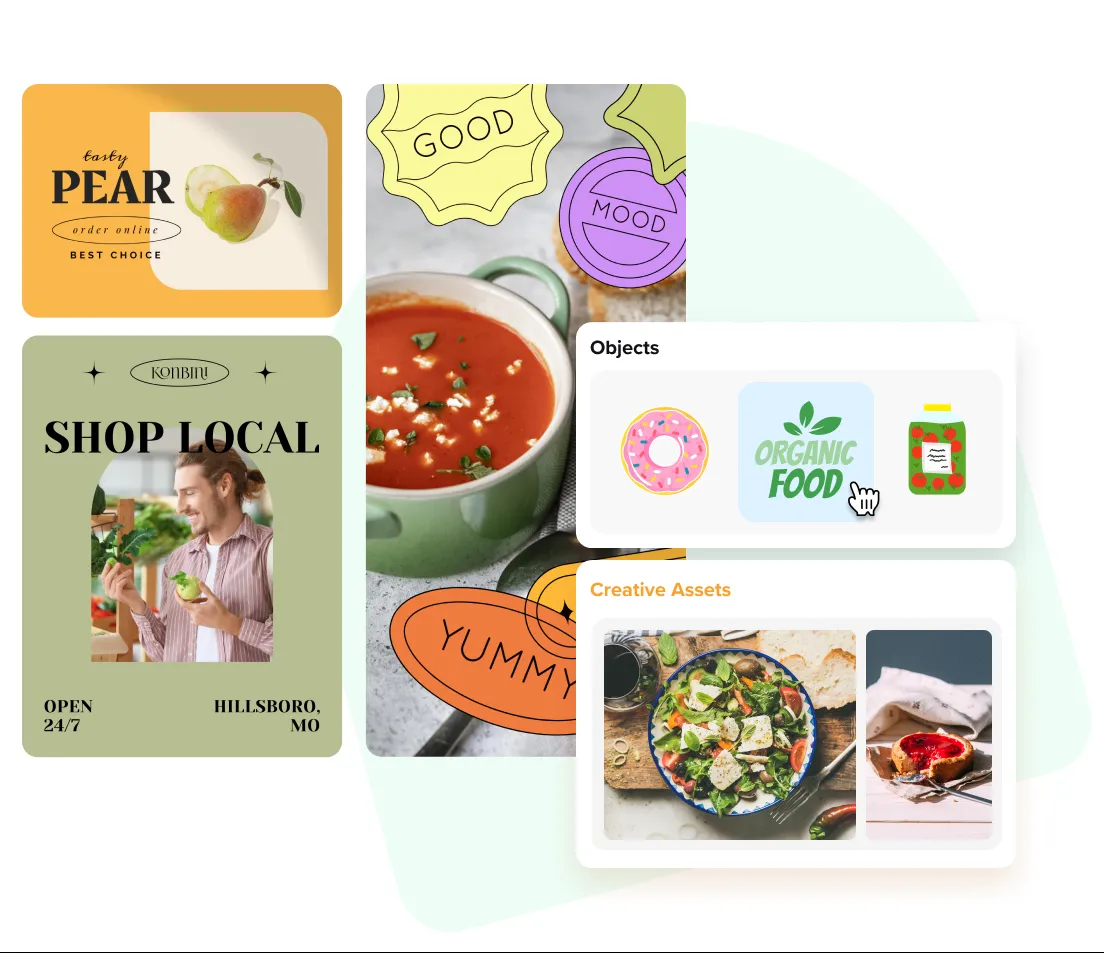 tasty
PEAR
order online
BEST CHOICE
KONBINI
SHOP LOCAL
OPEN
24/7
HILLSBORO,
MO
GOOD
MOOD
YUMMY
Objects
ORGANIC
FOOD
Creative Assets